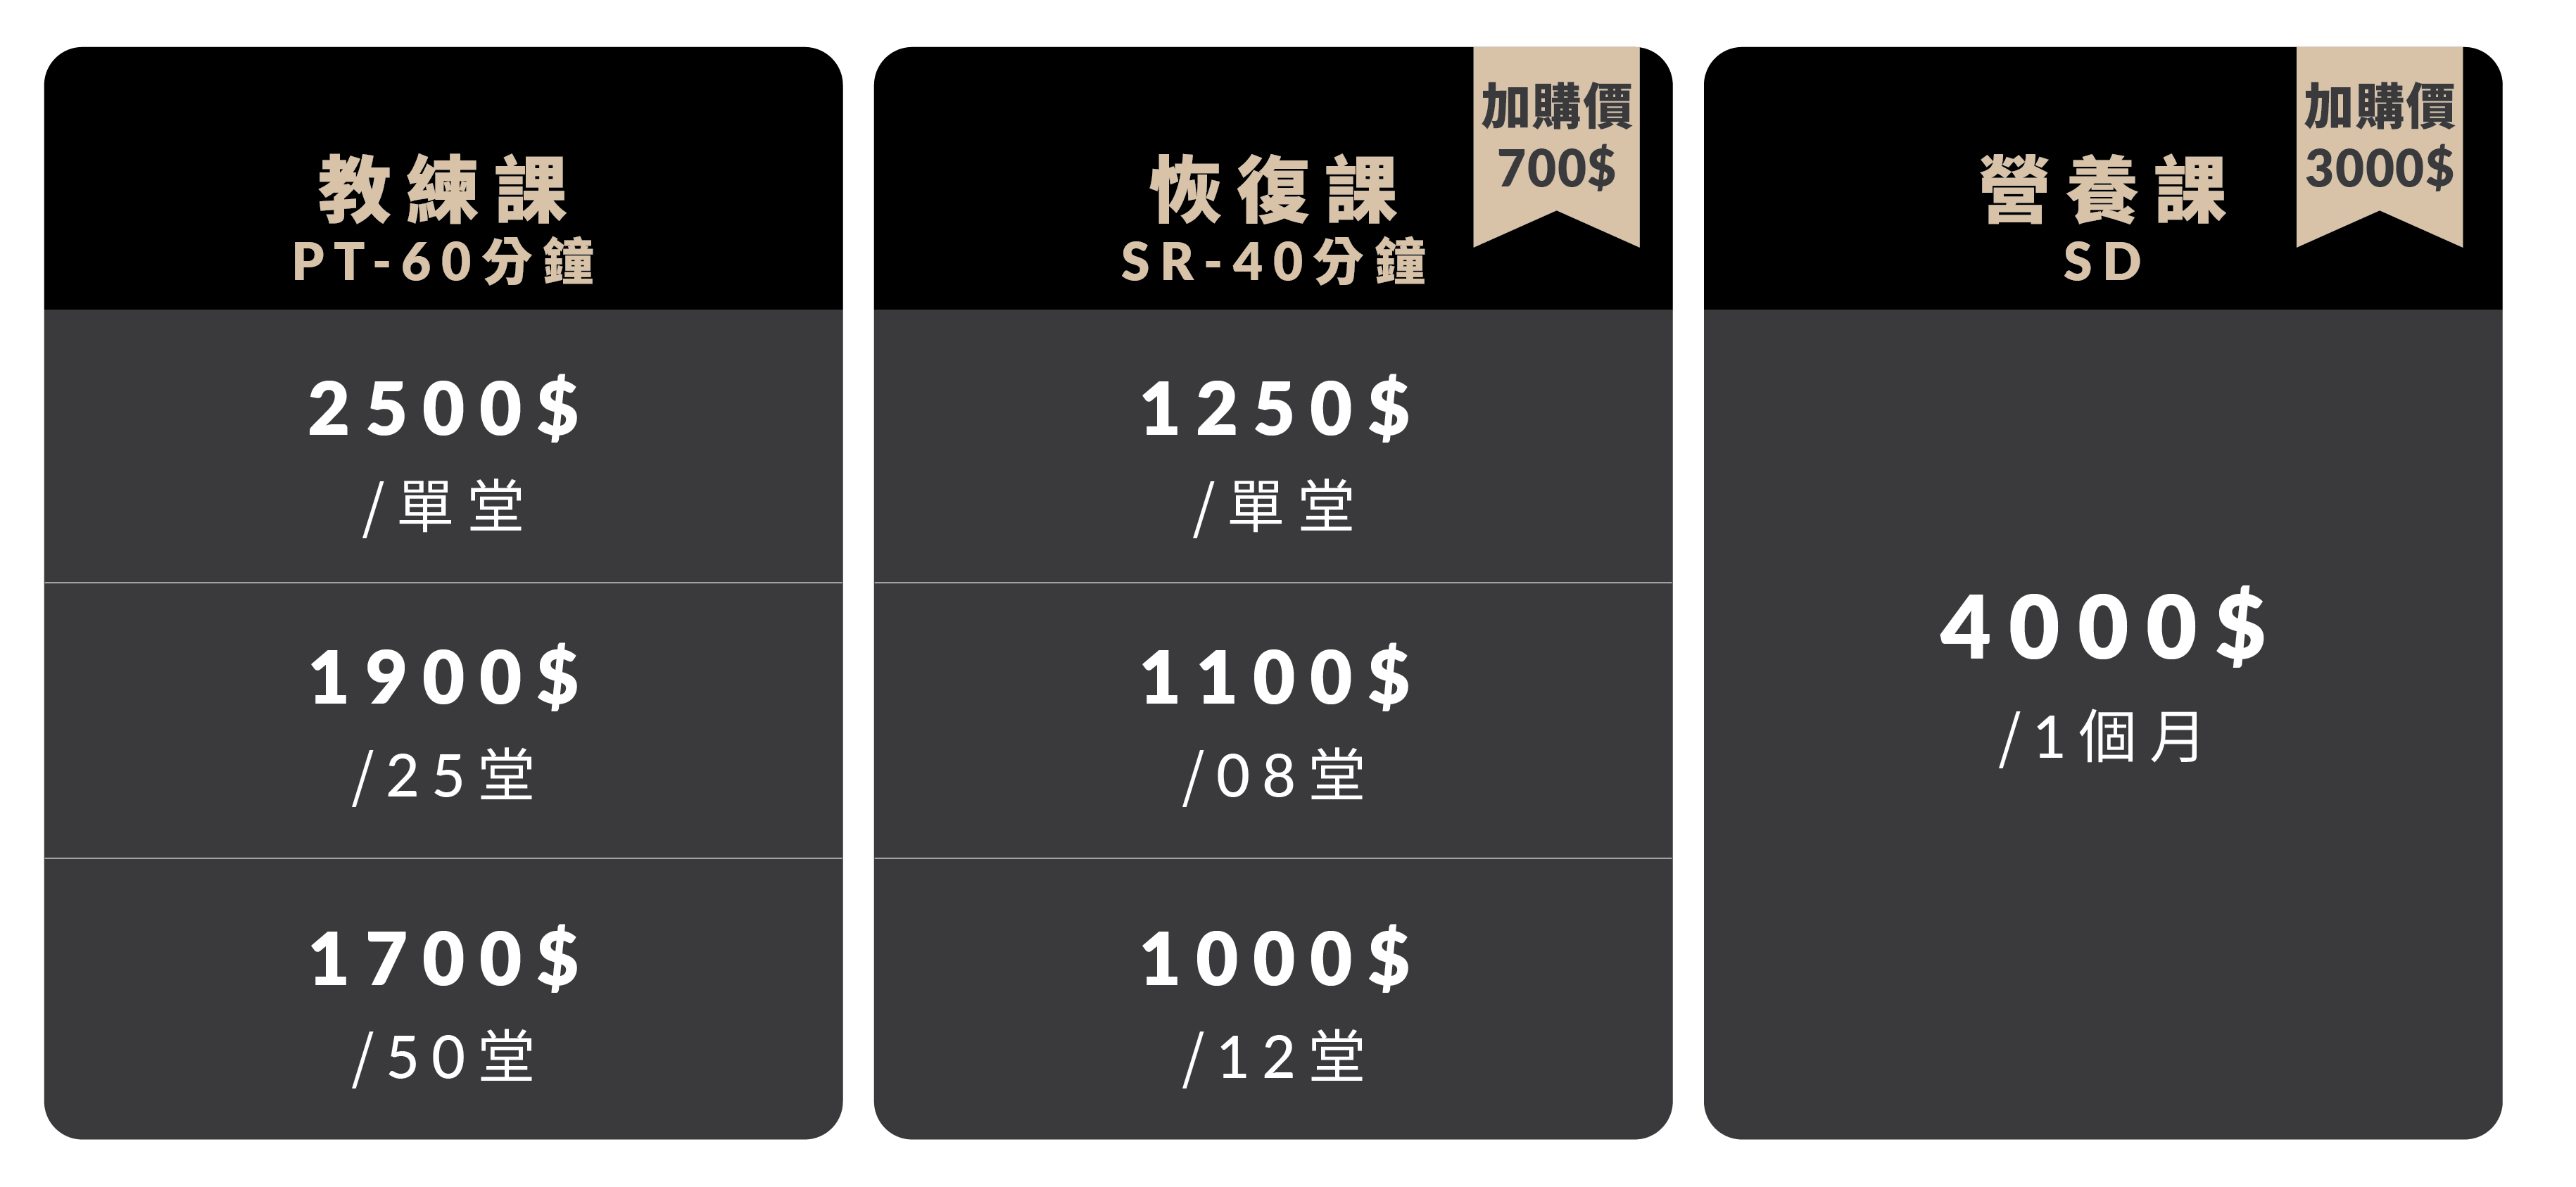 教練課
PT-60分鐘
2500$
/單堂
1900$
/25堂
1700$
/50堂
恢復課
SR-40分鐘
加購價
700$
1250$
/單堂
1100$
/08堂
1000$
/12堂
營養課
SD
加購價
3000$
4000$
/1個月